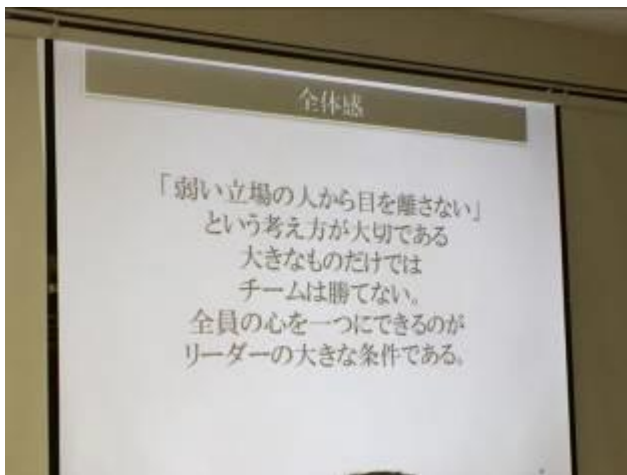 全体感
「弱い立場の人から目を離さない」
という考え方が大切である
大きなものだけでは
チームは勝てない。
全員の心を一つにできるのが
リーダーの大きな条件である。